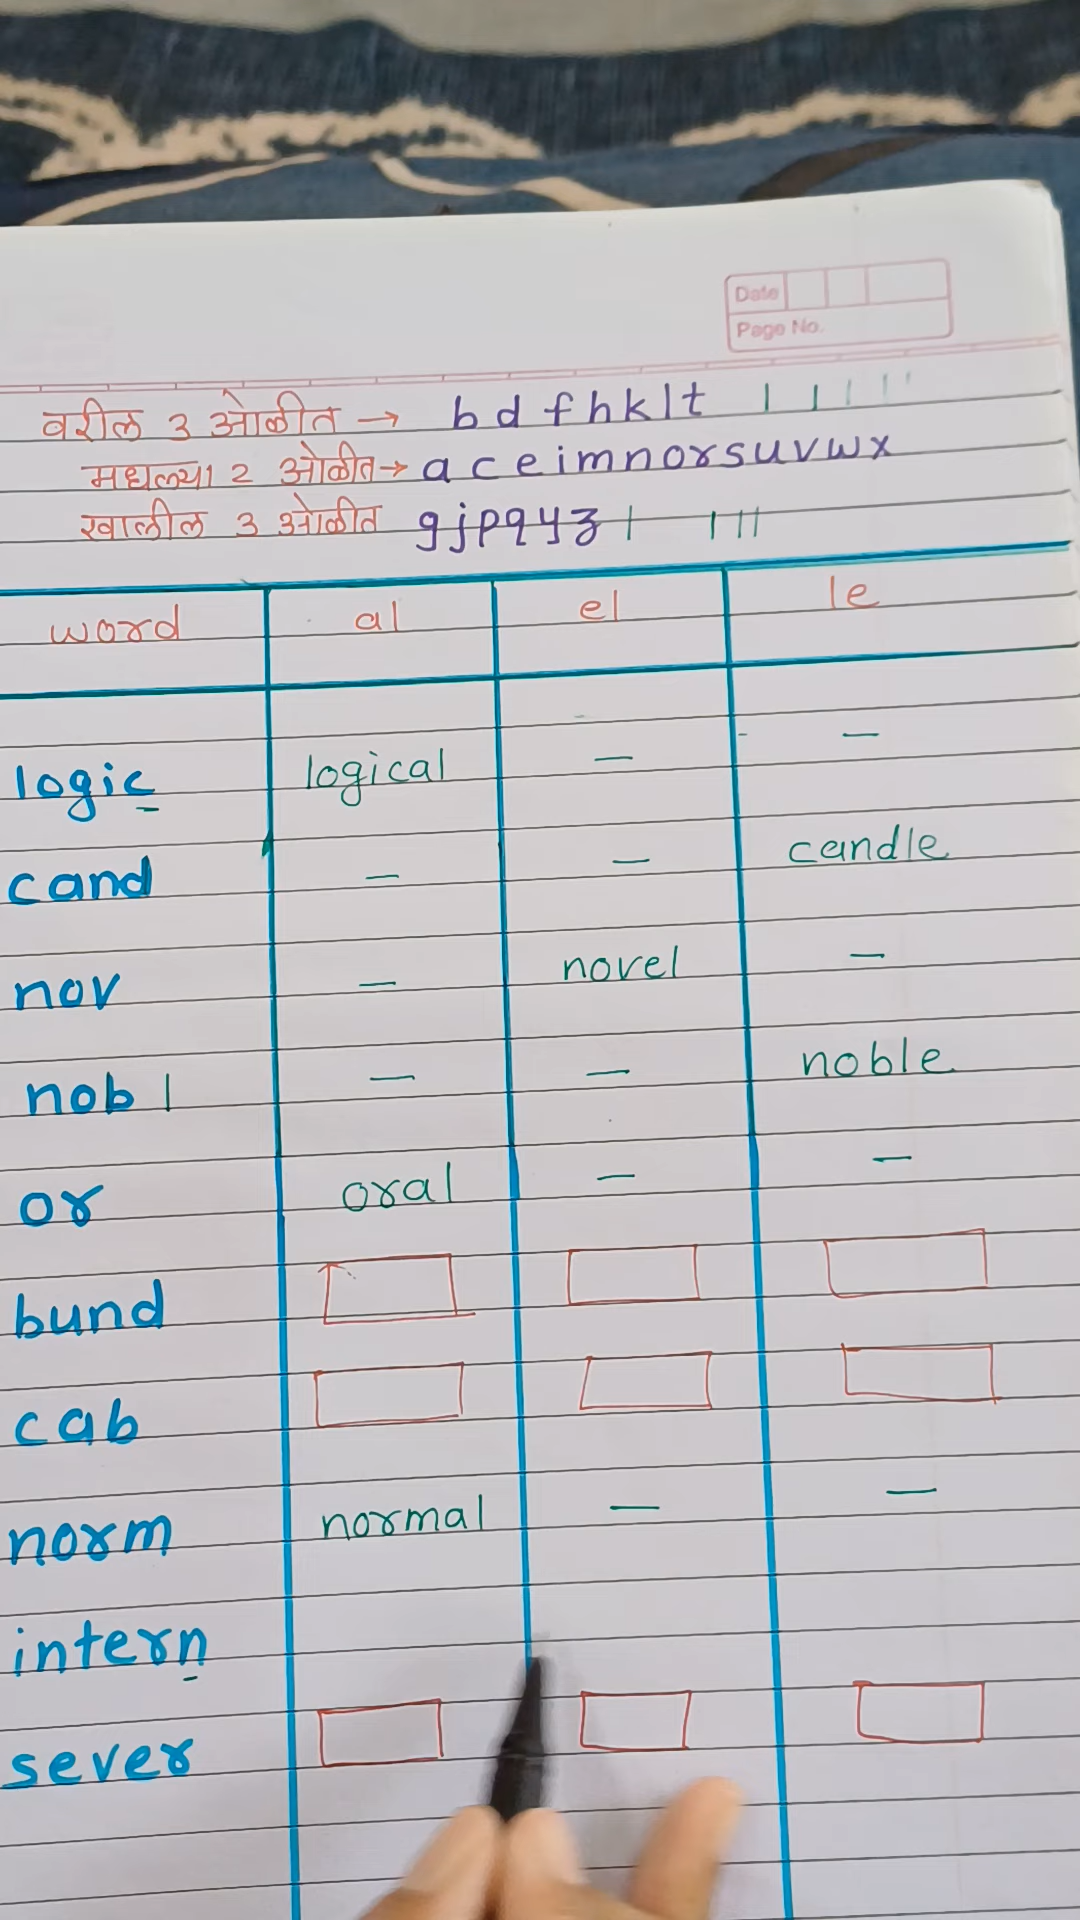 Date
Page No.
वरील 3 ओळीत → b d f h k l t | | | | |
मधल्या 2 ओळीत → a c e i m n o r s u v w x
खालील 3 ओळीत g j p q y z | | | |
word al el le
logic logical — —
cand — — candle
nov — novel —
nob | — — noble
or oral — —
bund
cab
norm normal — —
intern
sever